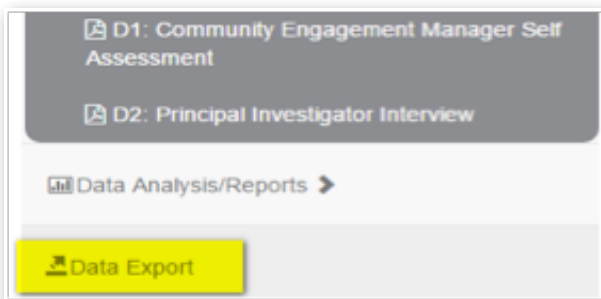 D1: Community Engagement Manager Self
Assessment
D2: Principal Investigator Interview
Data Analysis/Reports
Data Export